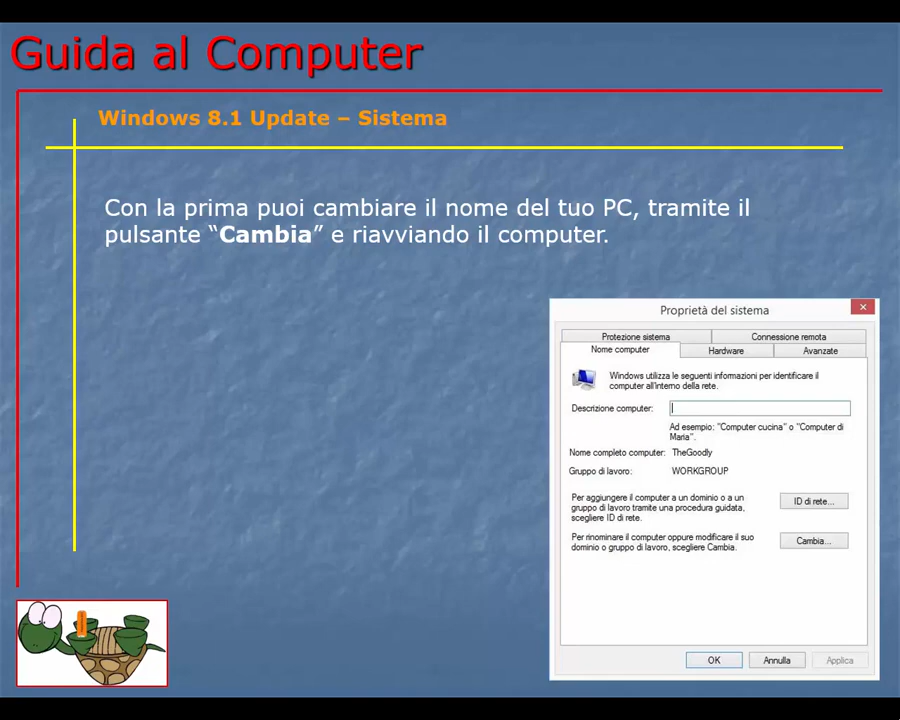 Guida al Computer
Windows 8.1 Update – Sistema
Con la prima puoi cambiare il nome del tuo PC, tramite il
pulsante “Cambia” e riavviando il computer.
Proprietà del sistema
Protezione sistema
Connessione remota
Nome computer
Hardware
Avanzate
Windows utilizza le seguenti informazioni per identificare il
computer all'interno della rete.
Descrizione computer:
Ad esempio: "Computer cucina" o "Computer di
Maria".
Nome completo computer: TheGoodly
Gruppo di lavoro: WORKGROUP
Per aggiungere il computer a un dominio o a un
gruppo di lavoro tramite una procedura guidata,
scegliere ID di rete.
ID di rete...
Per rinominare il computer oppure modificare il suo
dominio o gruppo di lavoro, scegliere Cambia.
Cambia...
OK
Annulla
Applica